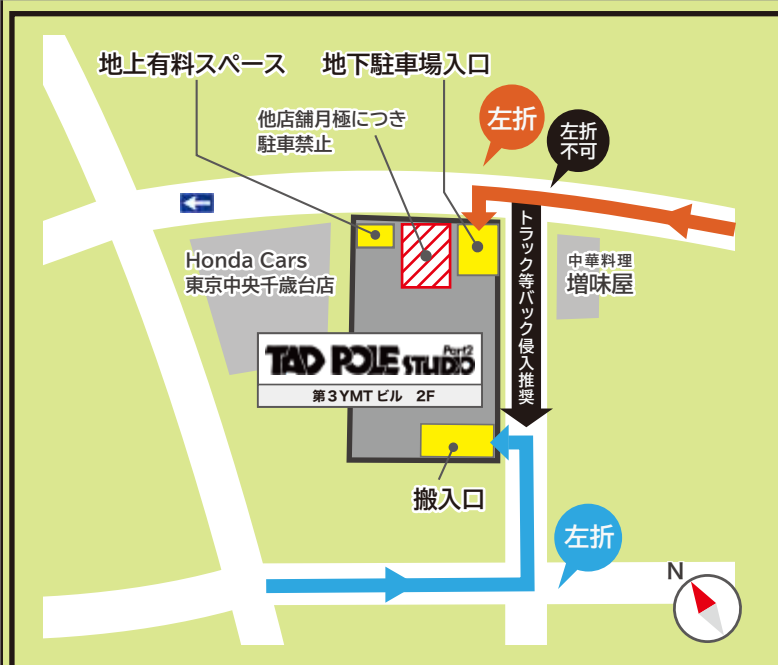 地上有料スペース
地下駐車場入口
他店舗月極につき
駐車禁止
左折
左折
不可
トラック等バック侵入推奨
Honda Cars
東京中央千歳台店
中華料理
増味屋
TAD POLE STUDIO Part2
第3YMTビル 2F
搬入口
左折
N